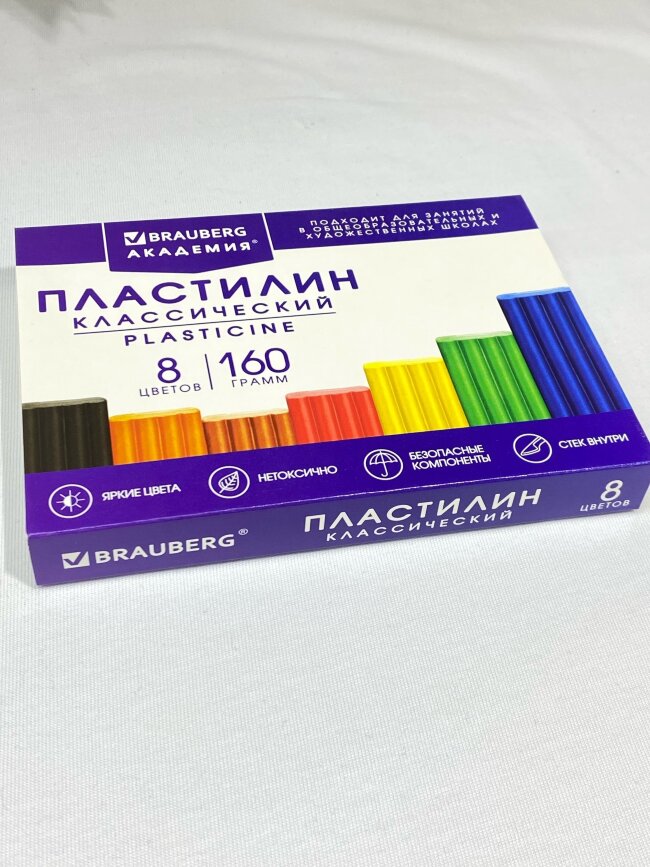 BRAUBERG
АКАДЕМИЯ®
ПОДХОДИТ ДЛЯ ЗАНЯТИЙ
В ОБЩЕОБРАЗОВАТЕЛЬНЫХ И
ХУДОЖЕСТВЕННЫХ ШКОЛАХ
ПЛАСТИЛИН
КЛАССИЧЕСКИЙ
PLASTICINE
8
ЦВЕТОВ
160
ГРАММ
ЯРКИЕ ЦВЕТА
НЕТОКСИЧНО
БЕЗОПАСНЫЕ
КОМПОНЕНТЫ
СТЕК ВНУТРИ
BRAUBERG®
ПЛАСТИЛИН
КЛАССИЧЕСКИЙ
8
ЦВЕТОВ